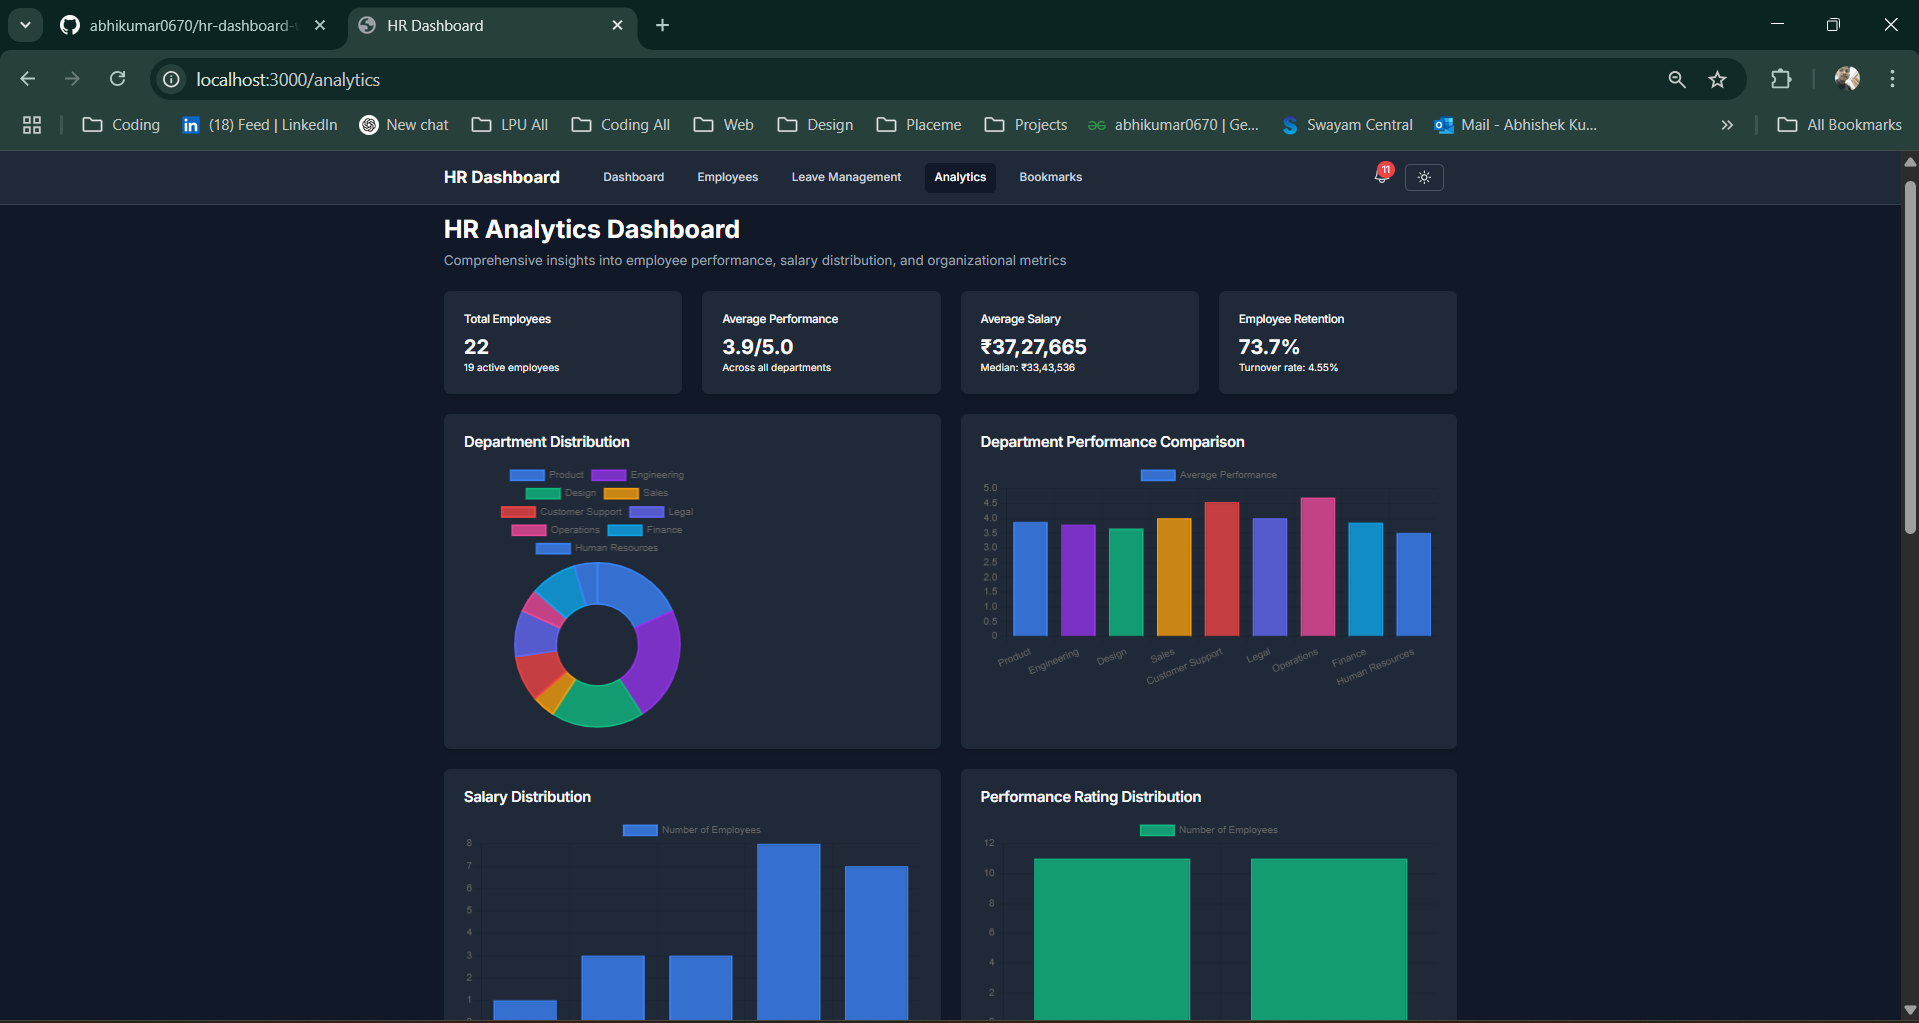 abhikumar0670/hr-dashboard-
HR Dashboard
localhost:3000/analytics
Coding
(18) Feed | LinkedIn
New chat
LPU All
Coding All
Web
Design
Placeme
Projects
abhikumar0670 | Ge...
Swayam Central
Mail - Abhishek Ku...
All Bookmarks
HR Dashboard
Dashboard
Employees
Leave Management
Analytics
Bookmarks
11
HR Analytics Dashboard
Comprehensive insights into employee performance, salary distribution, and organizational metrics
Total Employees
22
19 active employees
Average Performance
3.9/5.0
Across all departments
Average Salary
₹37,27,665
Median: ₹33,43,536
Employee Retention
73.7%
Turnover rate: 4.55%
Department Distribution
Product Engineering
Design Sales
Customer Support Legal
Operations Finance
Human Resources
Department Performance Comparison
Average Performance
5.0
4.5
4.0
3.5
3.0
2.5
2.0
1.5
1.0
0.5
0
Product
Engineering
Design
Sales
Customer Support
Legal
Operations
Finance
Human Resources
Salary Distribution
Number of Employees
8
7
6
5
4
3
2
1
Performance Rating Distribution
Number of Employees
12
10
8
6
4
2